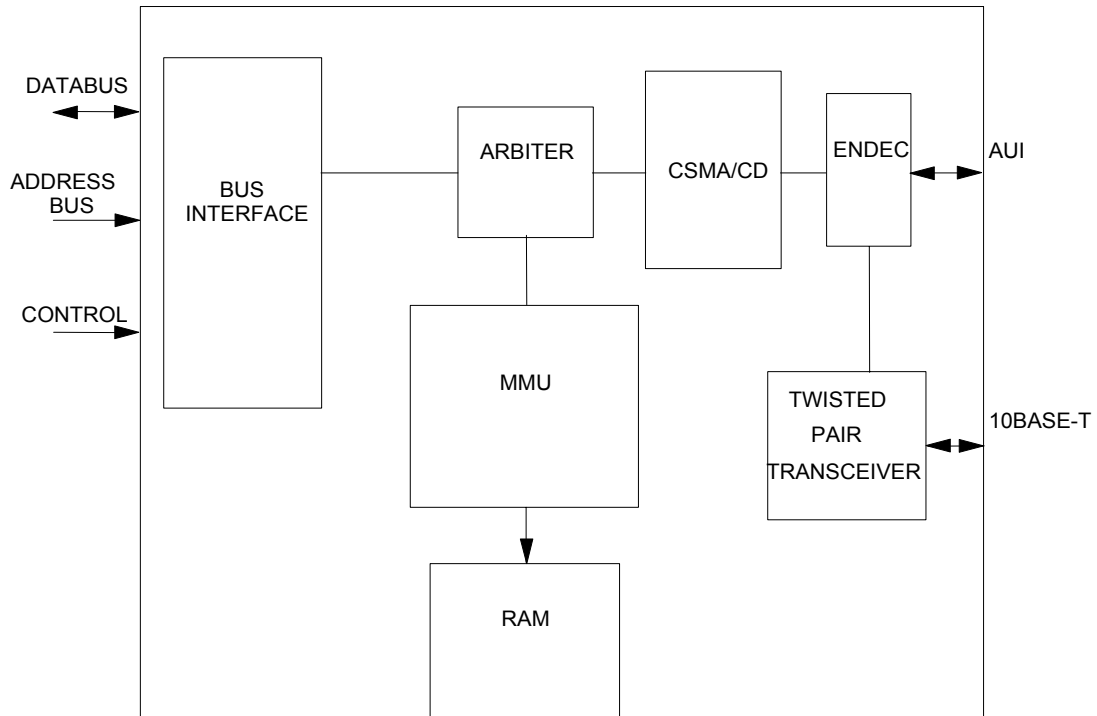 DATABUS
ADDRESS
BUS
CONTROL
BUS
INTERFACE
ARBITER
CSMA/CD
ENDEC
AUI
MMU
TWISTED
PAIR
TRANSCEIVER
10BASE-T
RAM